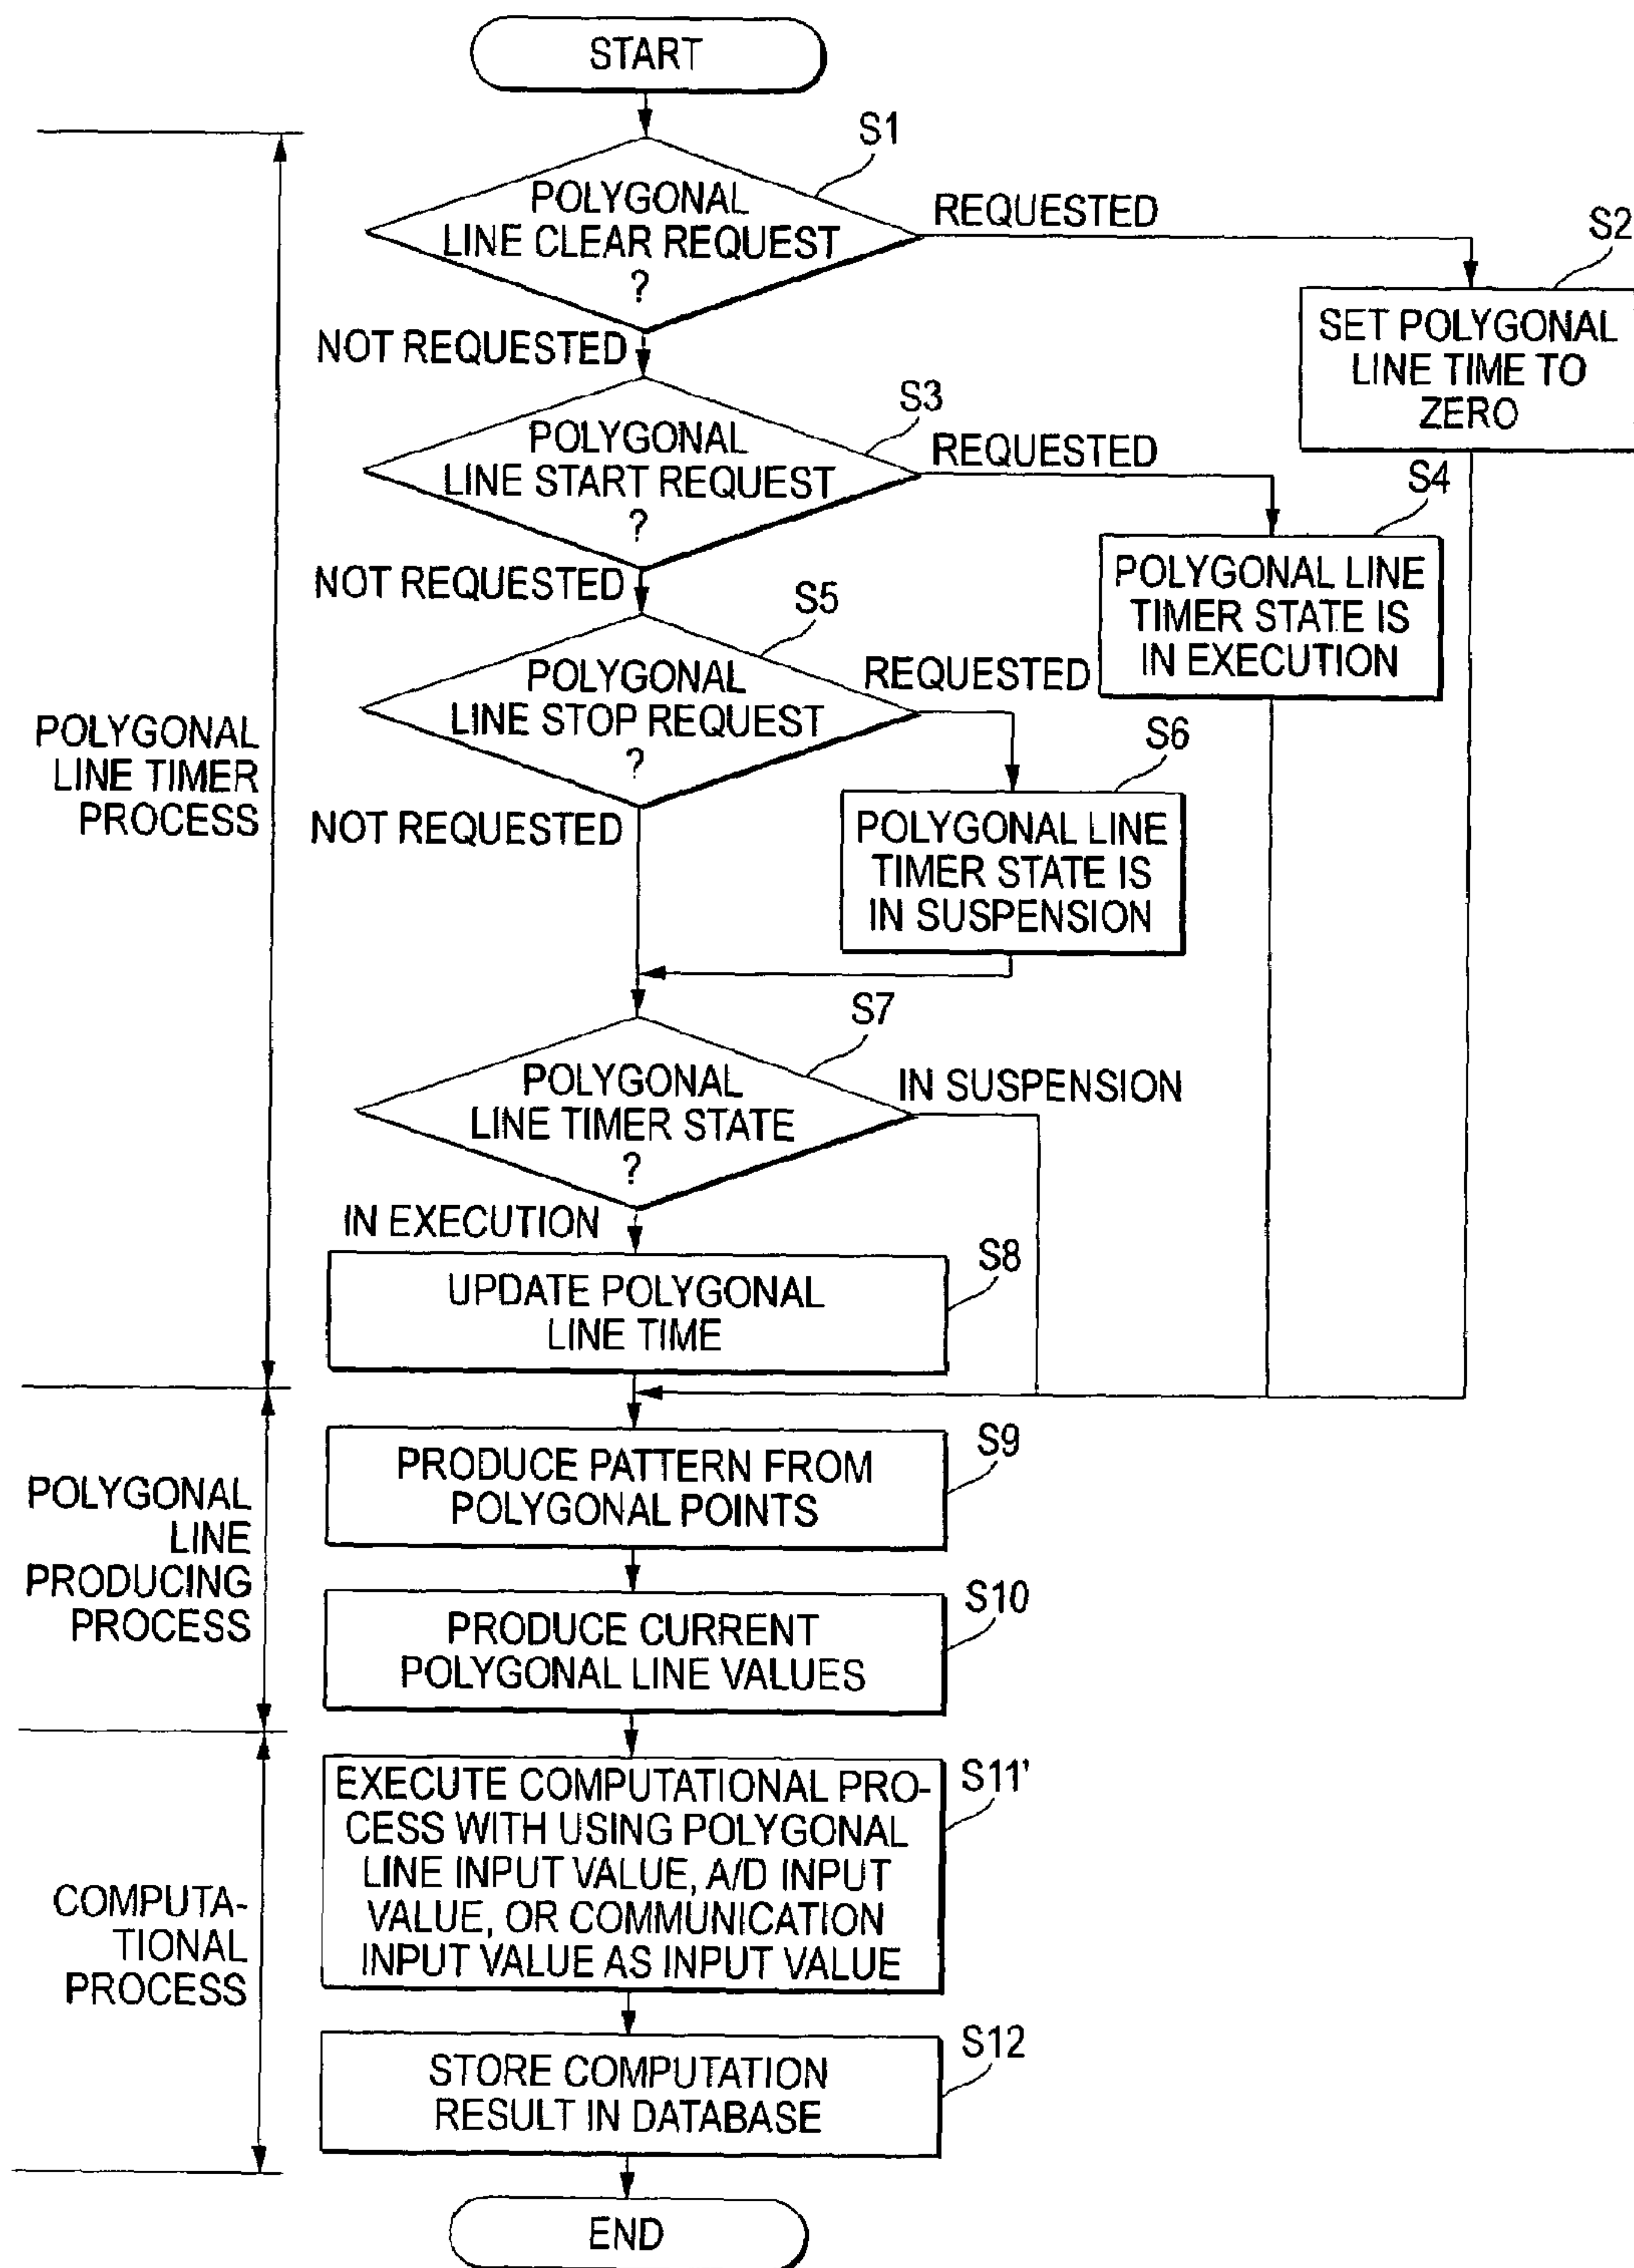 START
S1
POLYGONAL
LINE CLEAR REQUEST
?
REQUESTED
S2
SET POLYGONAL
LINE TIME TO
ZERO
NOT REQUESTED
S3
POLYGONAL
LINE START REQUEST
?
REQUESTED
S4
POLYGONAL LINE
TIMER STATE IS
IN EXECUTION
NOT REQUESTED
S5
POLYGONAL
LINE STOP REQUEST
?
REQUESTED
S6
POLYGONAL LINE
TIMER STATE IS
IN SUSPENSION
NOT REQUESTED
POLYGONAL
LINE TIMER
PROCESS
S7
POLYGONAL
LINE TIMER STATE
?
IN SUSPENSION
IN EXECUTION
S8
UPDATE POLYGONAL
LINE TIME
POLYGONAL
LINE
PRODUCING
PROCESS
S9
PRODUCE PATTERN FROM
POLYGONAL POINTS
S10
PRODUCE CURRENT
POLYGONAL LINE VALUES
COMPUTA-
TIONAL
PROCESS
S11'
EXECUTE COMPUTATIONAL PRO-
CESS WITH USING POLYGONAL
LINE INPUT VALUE, A/D INPUT
VALUE, OR COMMUNICATION
INPUT VALUE AS INPUT VALUE
S12
STORE COMPUTATION
RESULT IN DATABASE
END